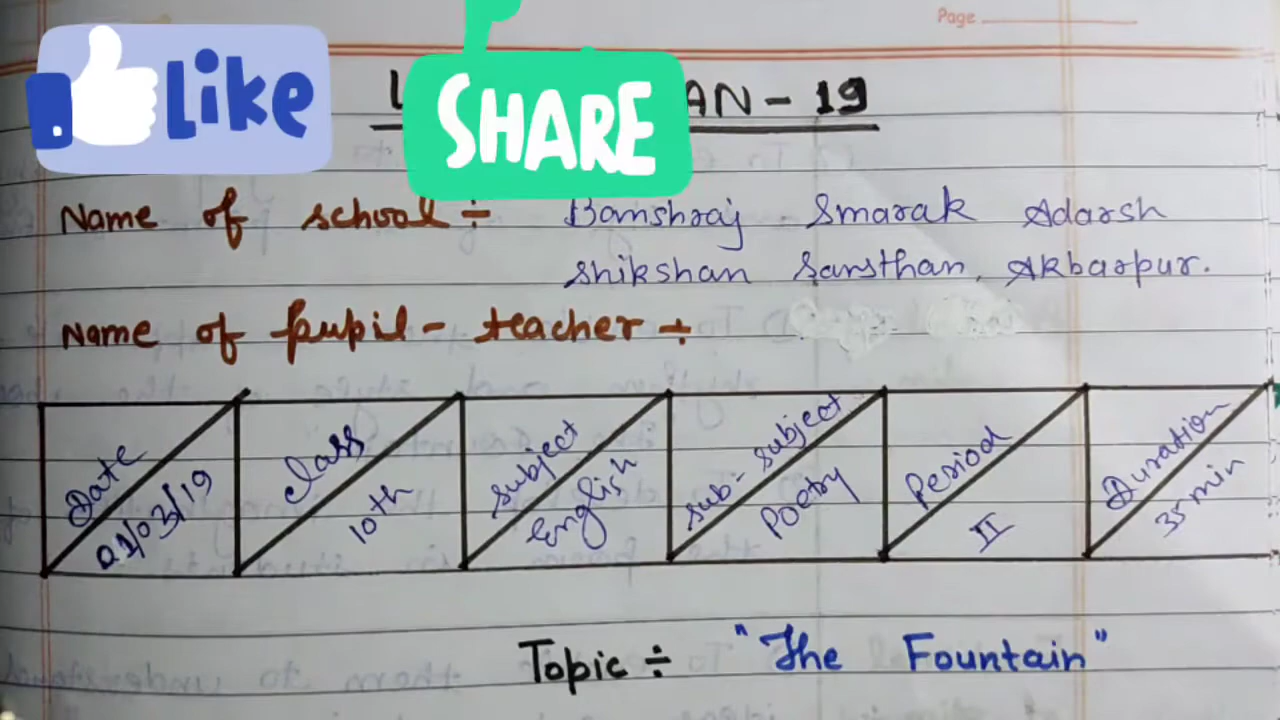 Page
Like
SHARE
L AN - 19
Name of school ÷ Banshraj Smarak Adarsh
Shikshan Sansthan, Akbarpur.
Name of pupil - teacher ÷
Date
Class
Subject
Sub-subject
Period
Duration
/03/19
10th
English
Poetry
II
35 min
Topic ÷ "The Fountain"